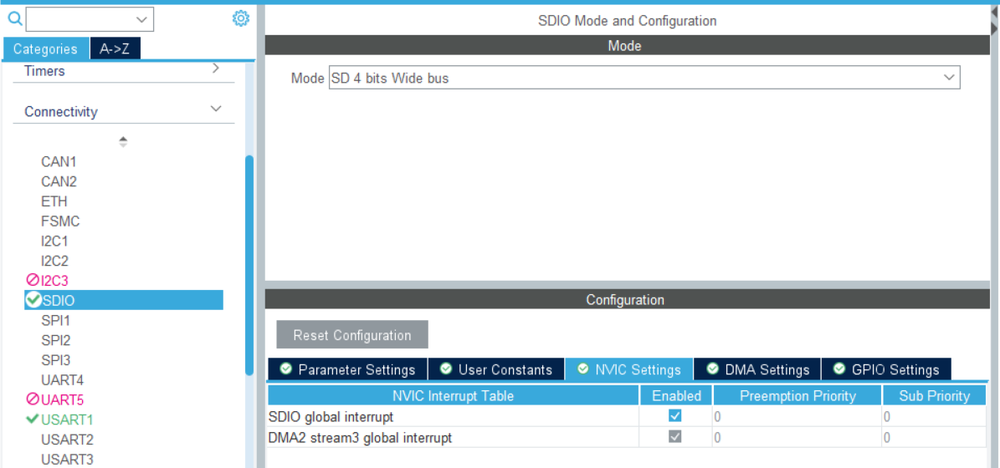 SDIO Mode and Configuration
Categories A->Z
Mode
Timers
Mode SD 4 bits Wide bus
Connectivity
CAN1
CAN2
ETH
FSMC
I2C1
I2C2
I2C3
SDIO
SPI1
SPI2
SPI3
UART4
UART5
USART1
USART2
USART3
Configuration
Reset Configuration
Parameter Settings User Constants NVIC Settings DMA Settings GPIO Settings
NVIC Interrupt Table Enabled Preemption Priority Sub Priority
SDIO global interrupt 0 0
DMA2 stream3 global interrupt 0 0